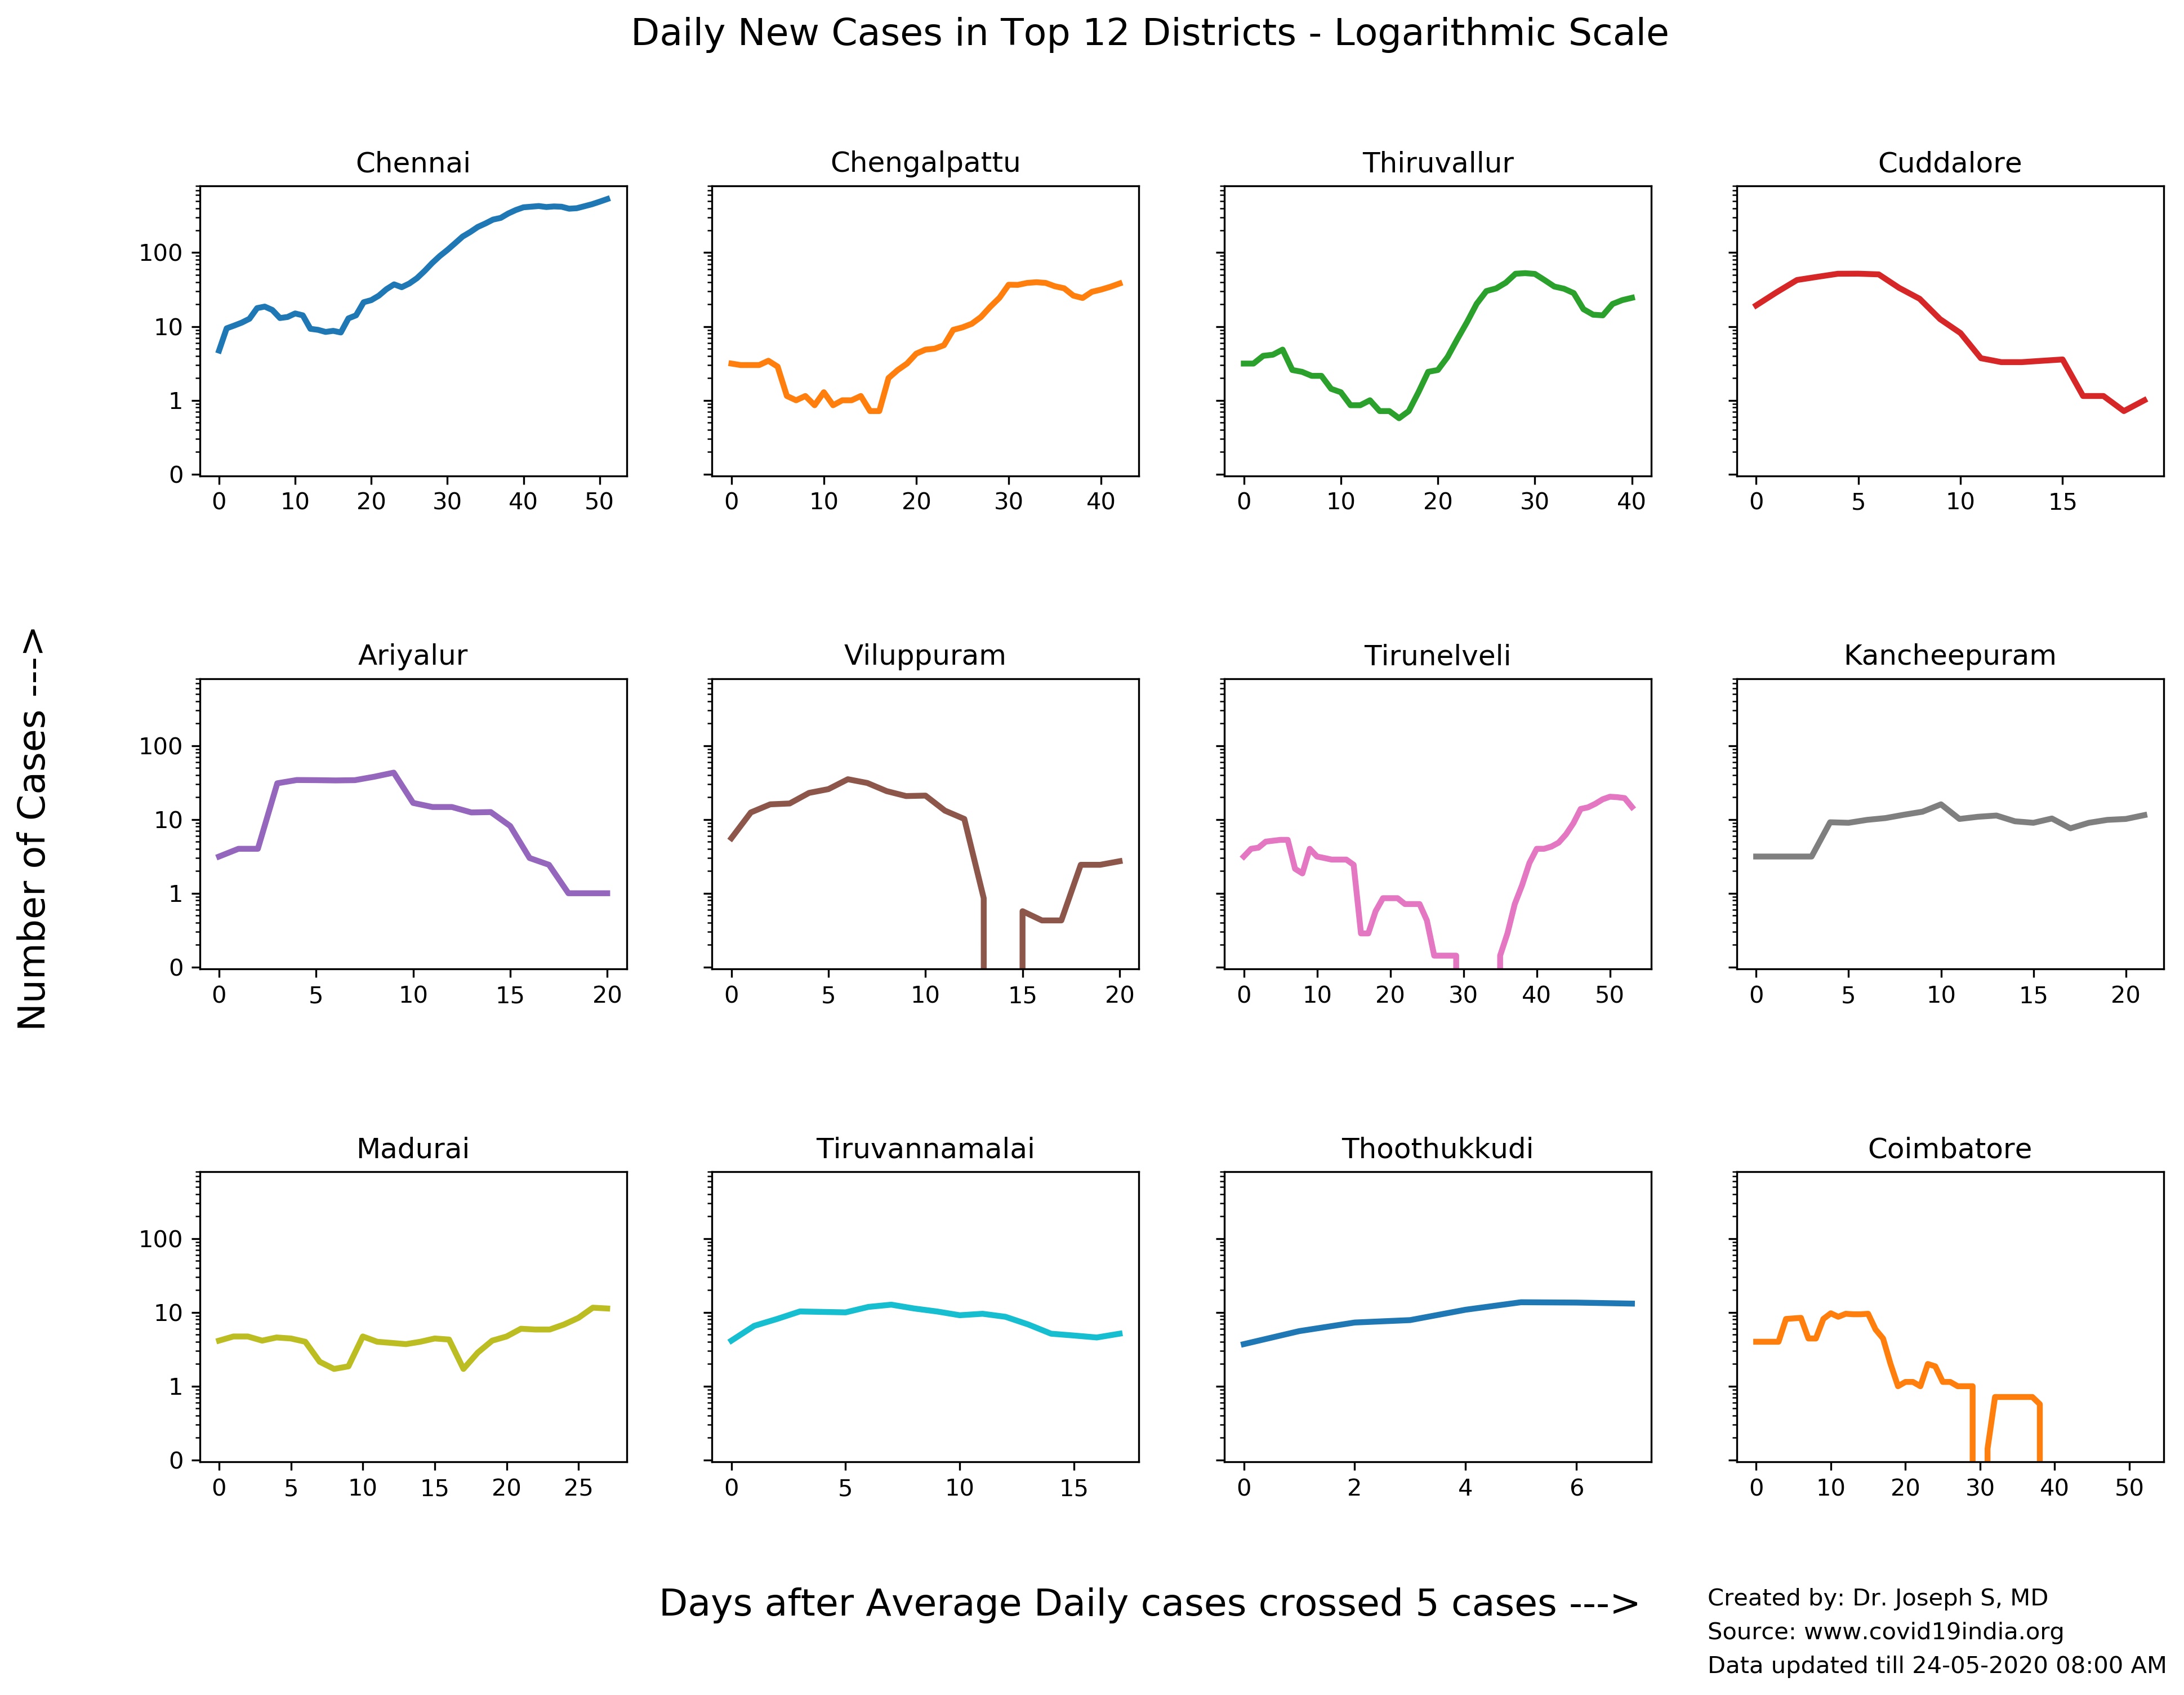 Daily New Cases in Top 12 Districts - Logarithmic Scale
Chennai
Chengalpattu
Thiruvallur
Cuddalore
100
10
1
0
0 10 20 30 40 50
0 10 20 30 40
0 10 20 30 40
0 5 10 15
Number of Cases --->
Ariyalur
Viluppuram
Tirunelveli
Kancheepuram
100
10
1
0
0 5 10 15 20
0 5 10 15 20
0 10 20 30 40 50
0 5 10 15 20
Madurai
Tiruvannamalai
Thoothukkudi
Coimbatore
100
10
1
0
0 5 10 15 20 25
0 5 10 15
0 2 4 6
0 10 20 30 40 50
Days after Average Daily cases crossed 5 cases --->
Created by: Dr. Joseph S, MD
Source: www.covid19india.org
Data updated till 24-05-2020 08:00 AM